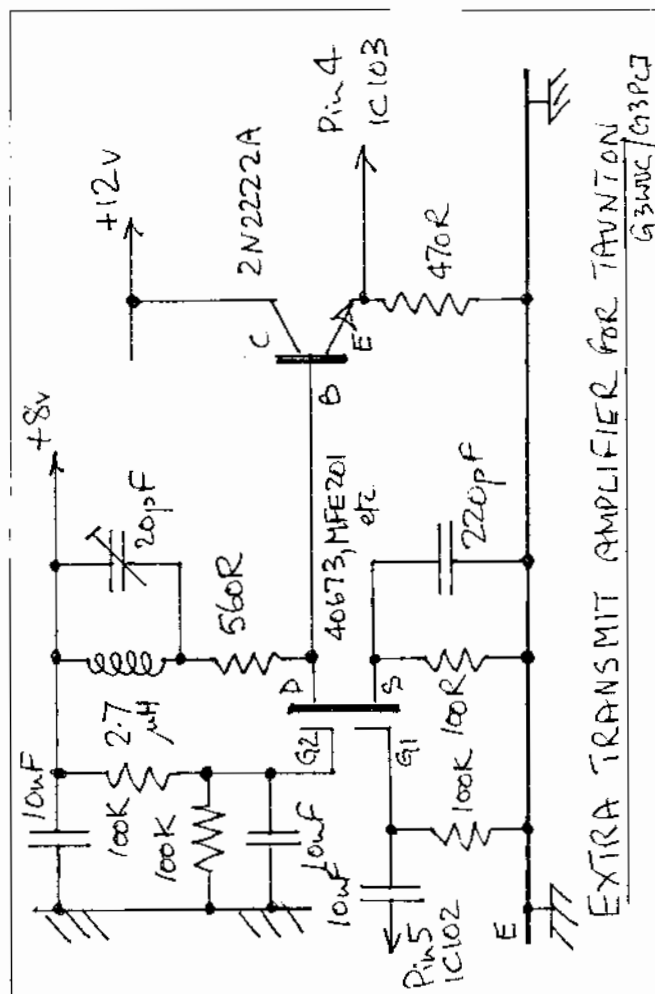 +12v
+8v
Pin 4
IC103
10uF
2N2222A
20pF
C
B
E
2.7
µH
100K
560R
470R
100K
10uF
G2
D
40673, MFE201
etc
G1
S
10uF
Pin 5
IC102
100K
100R
220pF
E
EXTRA TRANSMIT AMPLIFIER FOR TAUNTON
G3WUC/G3PCJ